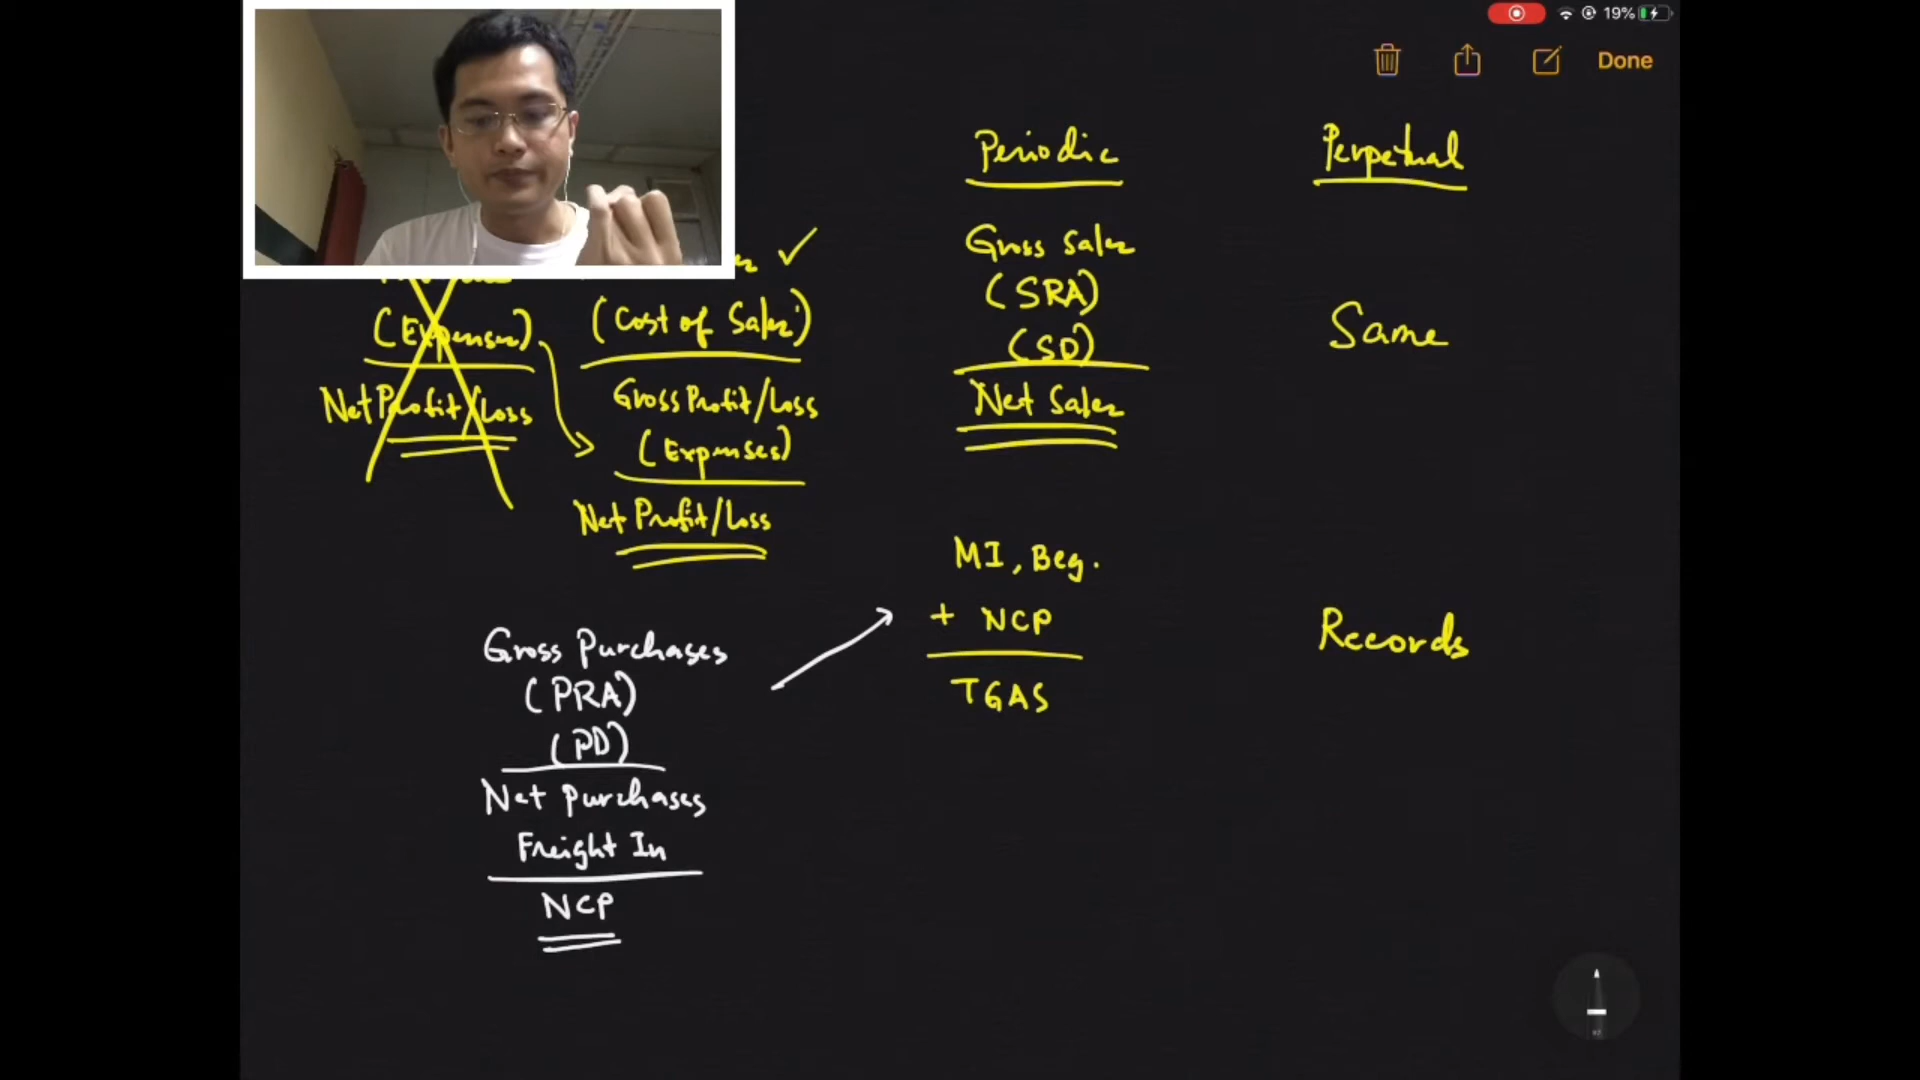 19%
Done
Periodic
Perpetual
Gross Sales
(SRA)
(SD)
Net Sales
Same
(Expenses)
Net Profit/Loss
(Cost of Sales)
Gross Profit/Loss
(Expenses)
Net Profit/Loss
MI, Beg.
+ NCP
TGAS
Records
Gross Purchases
(PRA)
(PD)
Net Purchases
Freight In
NCP